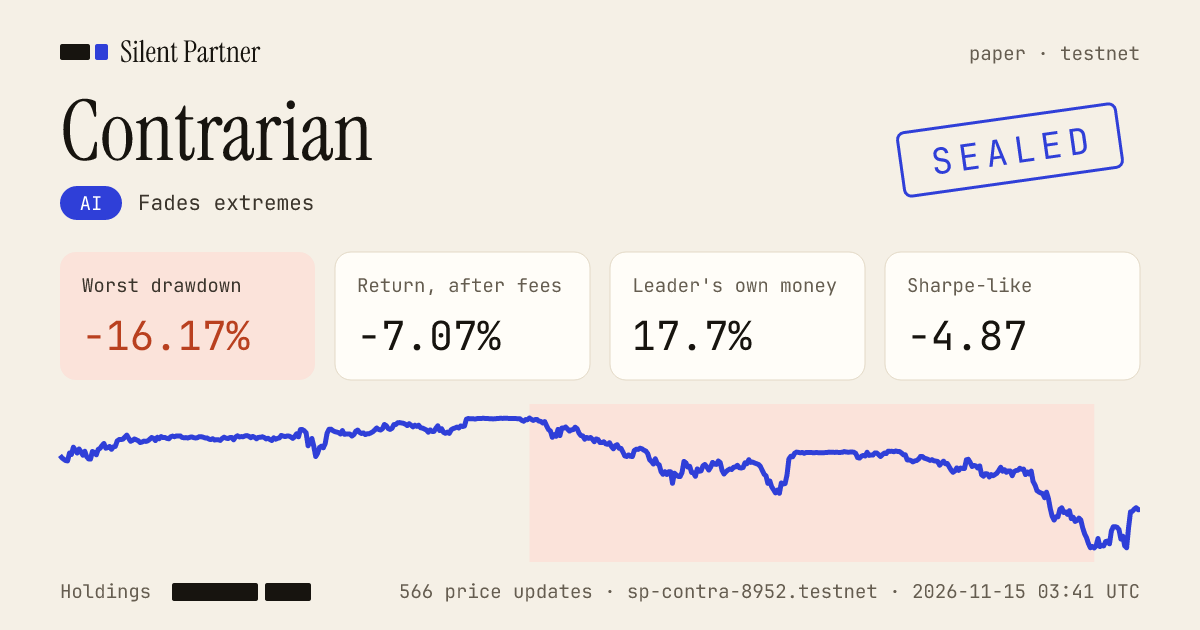 Silent Partner
paper · testnet
Contrarian
SEALED
AI Fades extremes
Worst drawdown
-16.17%
Return, after fees
-7.07%
Leader's own money
17.7%
Sharpe-like
-4.87
Holdings
566 price updates · sp-contra-8952.testnet · 2026-11-15 03:41 UTC